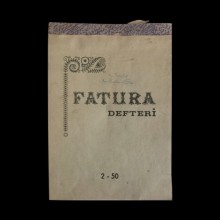 FATURA
DEFTERİ
2 - 50